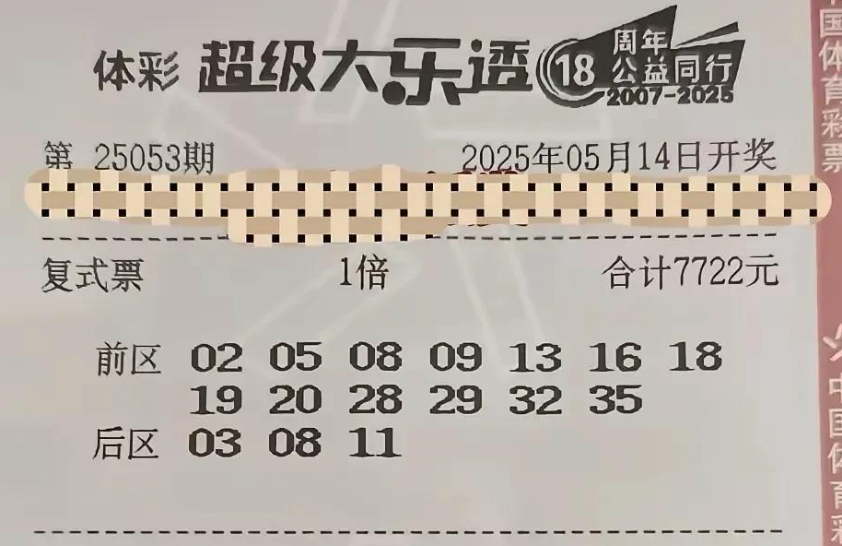 体彩 超级大乐透 18 周年
公益同行
2007-2025
第 25053期 2025年05月14日开奖
复式票 1倍 合计7722元
前区 02 05 08 09 13 16 18
19 20 28 29 32 35
后区 03 08 11
国体育彩票
中国体育彩